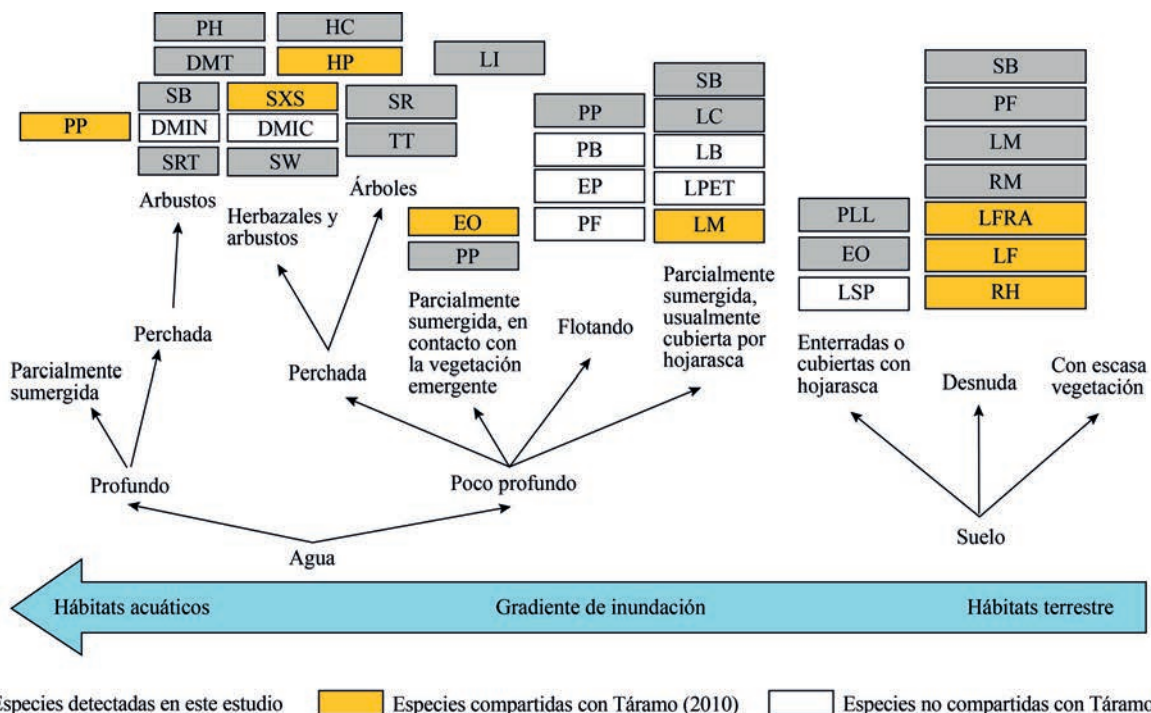 PH
HC
DMT
HP
LI
SB
SXS
SR
PP
DMIN
DMIC
TT
SRT
SW
Arbustos
Herbazales y
arbustos
Árboles
PP
PB
EP
PF
SB
LC
LB
LPET
LM
EO
PP
SB
PF
LM
RM
LFRA
LF
RH
PLL
EO
LSP
Parcialmente
sumergida
Perchada
Perchada
Parcialmente
sumergida, en
contacto con
la vegetación
emergente
Flotando
Parcialmente
sumergida,
usualmente
cubierta por
hojarasca
Enterradas o
cubiertas con
hojarasca
Desnuda
Con escasa
vegetación
Profundo
Poco profundo
Suelo
Agua
Hábitats acuáticos
Gradiente de inundación
Hábitats terrestre
species detectadas en este estudio
Especies compartidas con Táramo (2010)
Especies no compartidas con Táramo